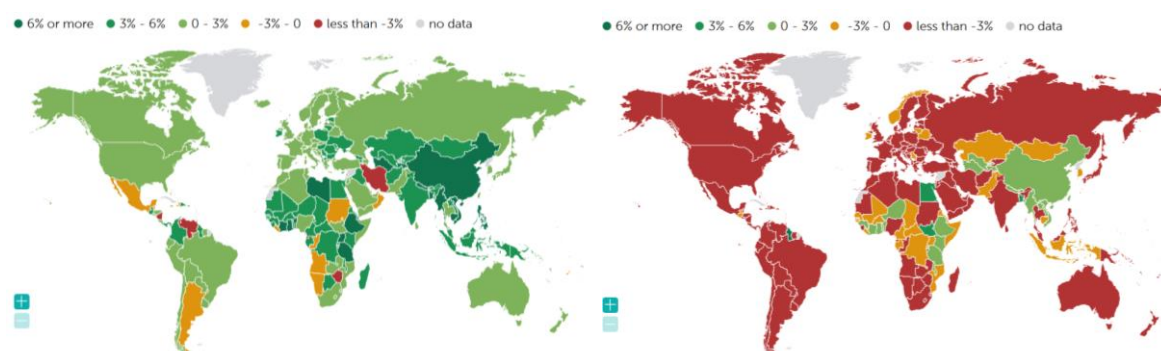 6% or more 3% - 6% 0 - 3% -3% - 0 less than -3% no data
6% or more 3% - 6% 0 - 3% -3% - 0 less than -3% no data
+
−
+
−